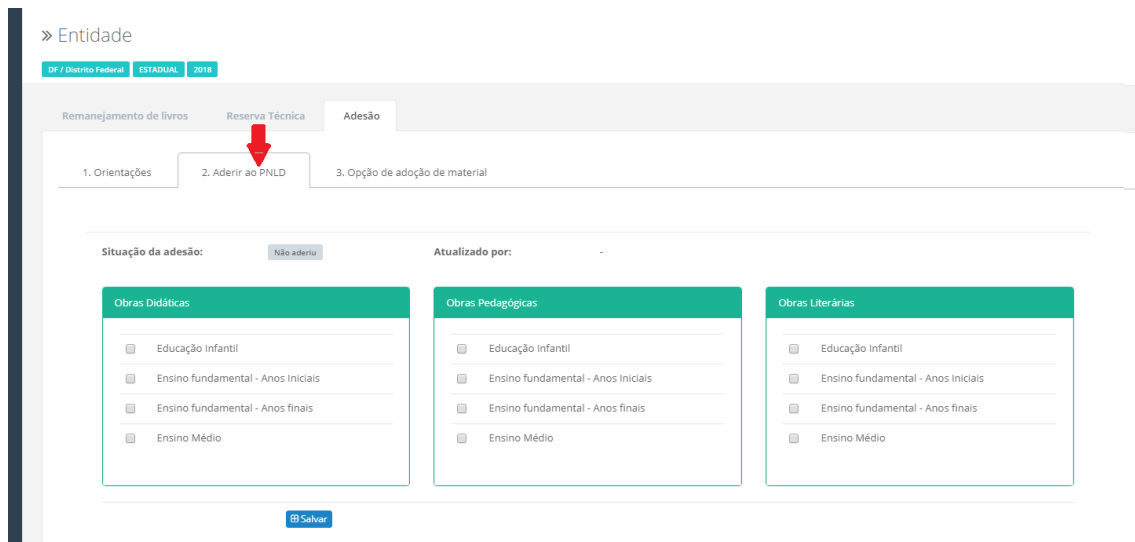 » Entidade
DF / Distrito Federal ESTADUAL 2018
Remanejamento de livros Reserva Técnica Adesão
1. Orientações 2. Aderir ao PNLD 3. Opção de adoção de material
Situação da adesão: Não aderiu Atualizado por: -
Obras Didáticas Obras Pedagógicas Obras Literárias
Educação Infantil Educação Infantil Educação Infantil
Ensino fundamental - Anos Iniciais Ensino fundamental - Anos Iniciais Ensino fundamental - Anos Iniciais
Ensino fundamental - Anos finais Ensino fundamental - Anos finais Ensino fundamental - Anos finais
Ensino Médio Ensino Médio Ensino Médio
Salvar